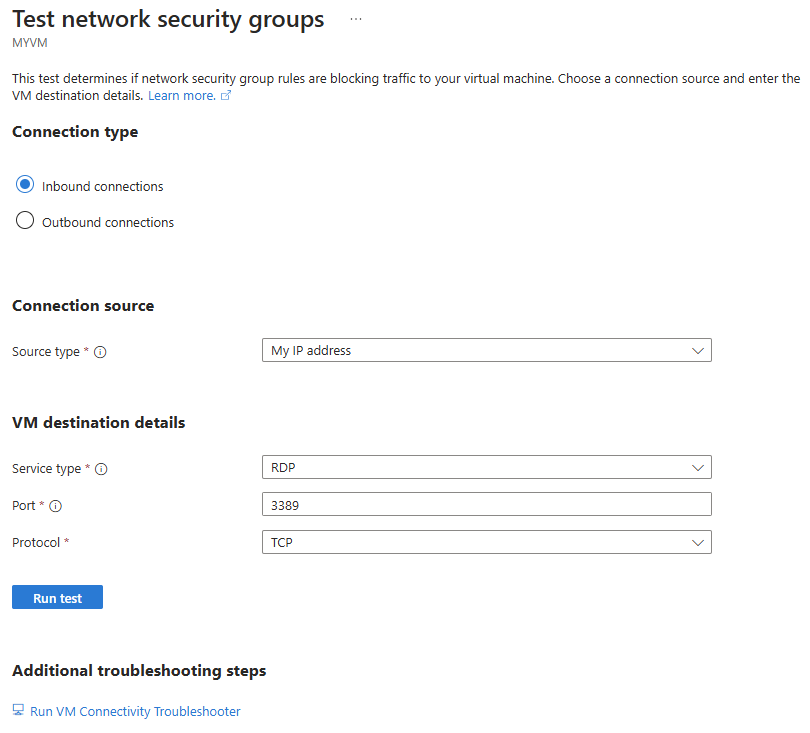 Test network security groups ...
MYVM
This test determines if network security group rules are blocking traffic to your virtual machine. Choose a connection source and enter the
VM destination details. Learn more.
Connection type
Inbound connections
Outbound connections
Connection source
Source type * My IP address
VM destination details
Service type * RDP
Port * 3389
Protocol * TCP
Run test
Additional troubleshooting steps
Run VM Connectivity Troubleshooter